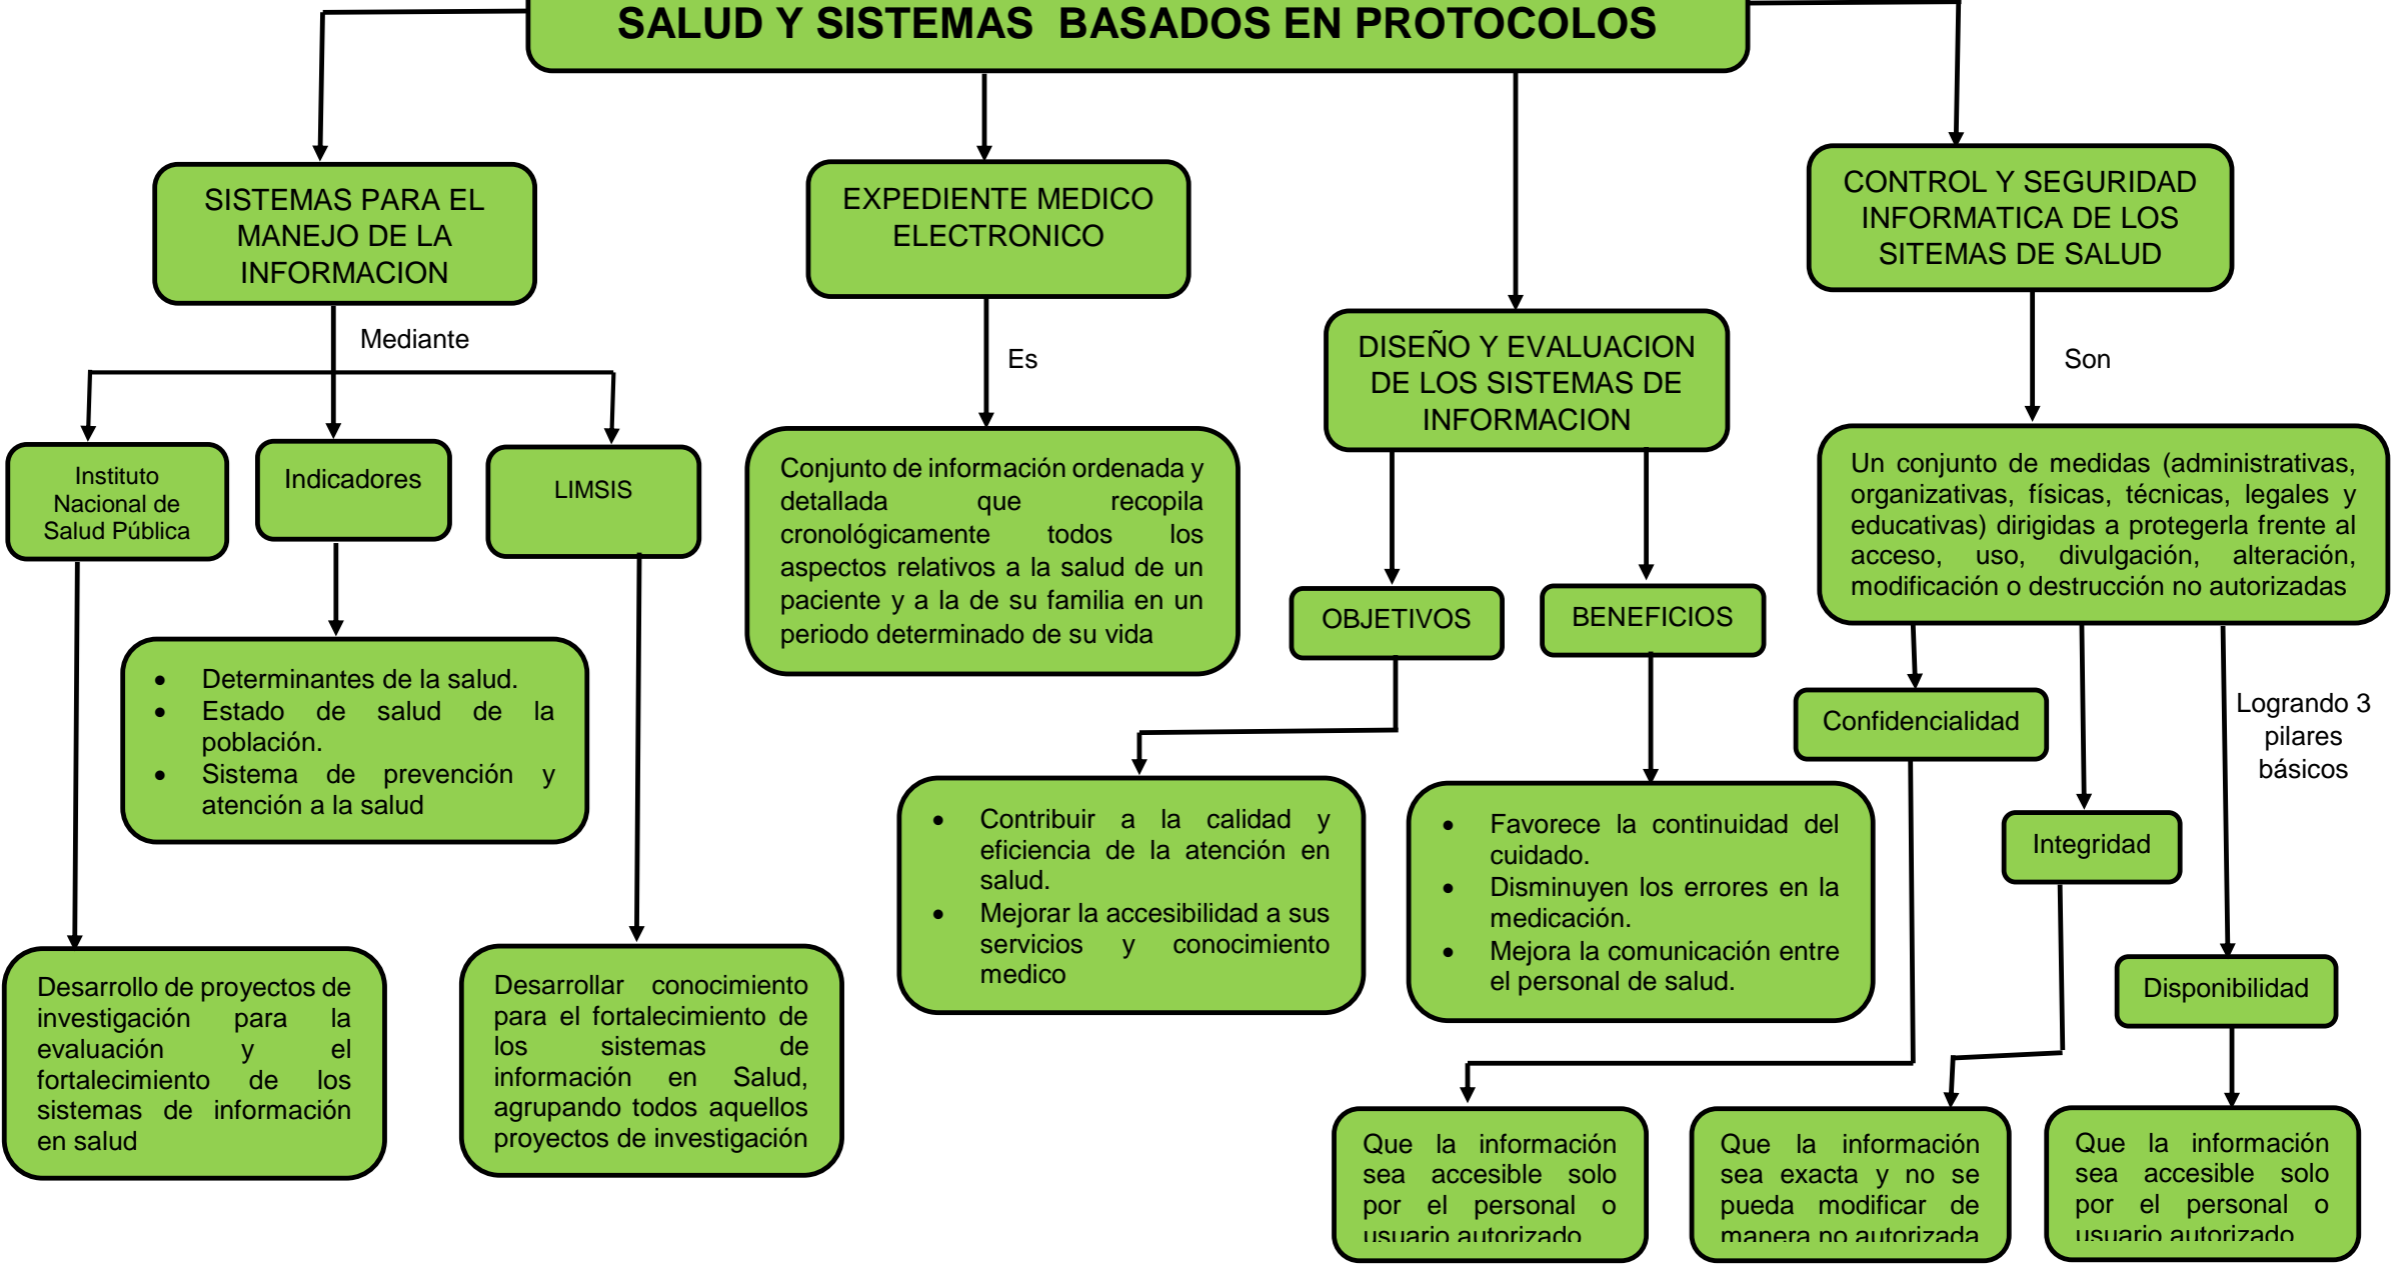 SALUD Y SISTEMAS BASADOS EN PROTOCOLOS
SISTEMAS PARA EL
MANEJO DE LA
INFORMACION
EXPEDIENTE MEDICO
ELECTRONICO
CONTROL Y SEGURIDAD
INFORMATICA DE LOS
SITEMAS DE SALUD
Mediante
Es
DISEÑO Y EVALUACION
DE LOS SISTEMAS DE
INFORMACION
Son
Instituto
Nacional de
Salud Pública
Indicadores
LIMSIS
Conjunto de información ordenada y
detallada que recopila
cronológicamente todos los
aspectos relativos a la salud de un
paciente y a la de su familia en un
periodo determinado de su vida
Un conjunto de medidas (administrativas,
organizativas, físicas, técnicas, legales y
educativas) dirigidas a protegerla frente al
acceso, uso, divulgación, alteración,
modificación o destrucción no autorizadas
OBJETIVOS
BENEFICIOS
• Determinantes de la salud.
• Estado de salud de la
población.
• Sistema de prevención y
atención a la salud
Confidencialidad
Logrando 3
pilares
básicos
• Contribuir a la calidad y
eficiencia de la atención en
salud.
• Mejorar la accesibilidad a sus
servicios y conocimiento
medico
• Favorece la continuidad del
cuidado.
• Disminuyen los errores en la
medicación.
• Mejora la comunicación entre
el personal de salud.
Integridad
Disponibilidad
Desarrollo de proyectos de
investigación para la
evaluación y el
fortalecimiento de los
sistemas de información
en salud
Desarrollar conocimiento
para el fortalecimiento de
los sistemas de
información en Salud,
agrupando todos aquellos
proyectos de investigación
Que la información
sea accesible solo
por el personal o
usuario autorizado
Que la información
sea exacta y no se
pueda modificar de
manera no autorizada
Que la información
sea accesible solo
por el personal o
usuario autorizado